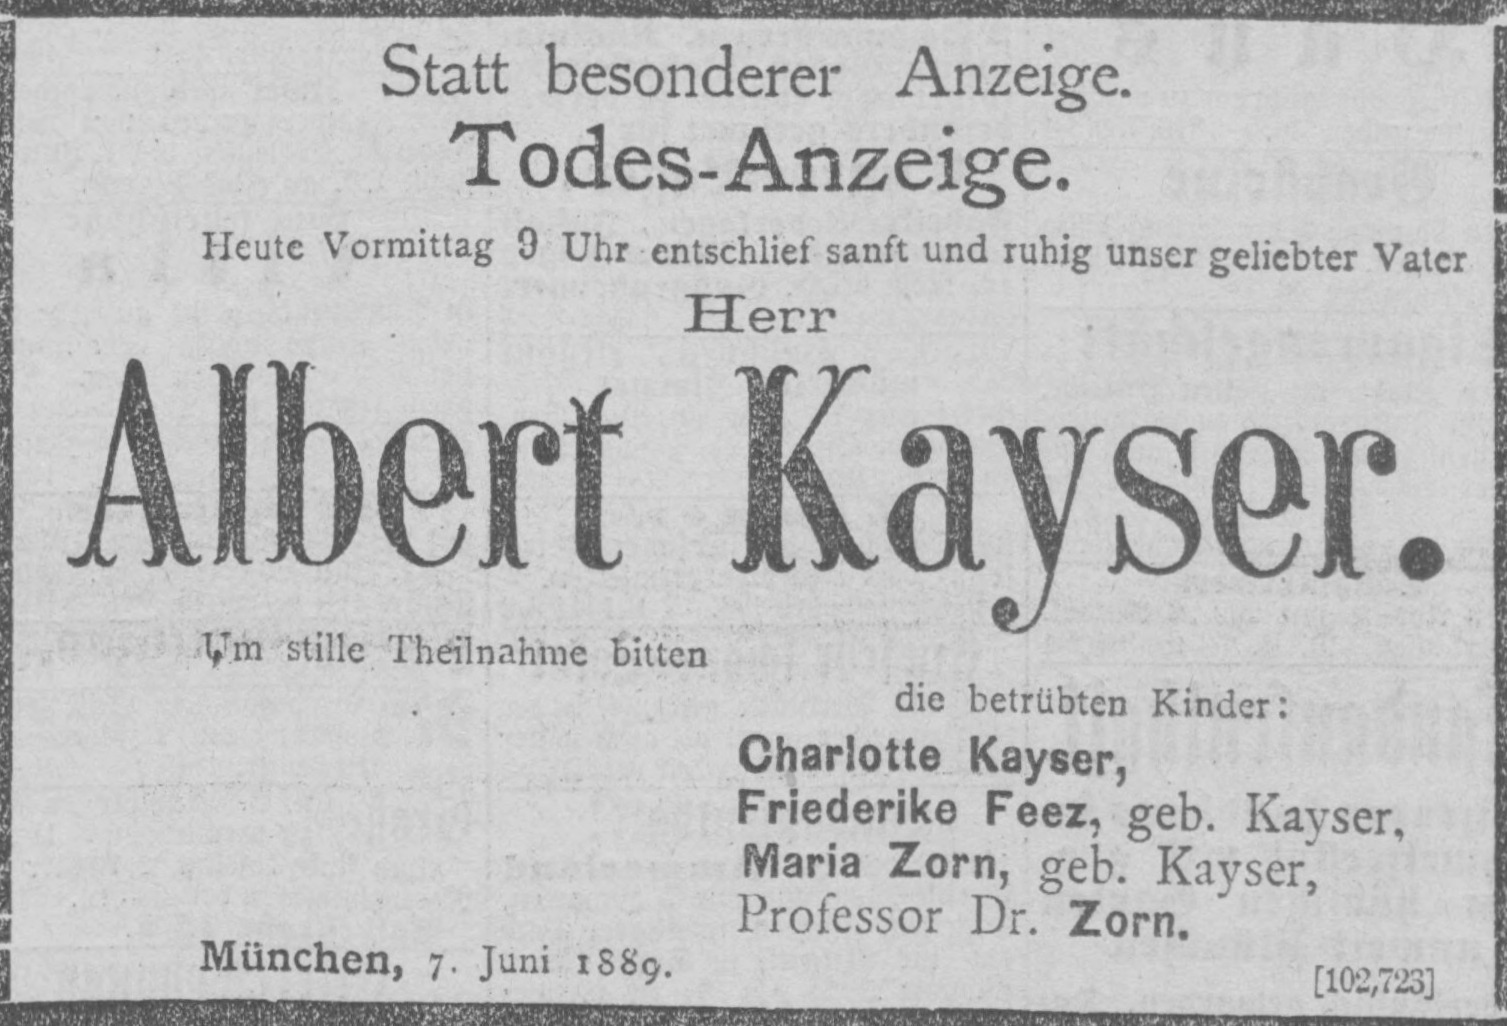 Statt besonderer Anzeige.
Todes-Anzeige.
Heute Vormittag 9 Uhr entschlief sanft und ruhig unser geliebter Vater
Herr
Albert Kayser.
Um stille Theilnahme bitten
die betrübten Kinder:
Charlotte Kayser,
Friederike Feez, geb. Kayser,
Maria Zorn, geb. Kayser,
Professor Dr. Zorn.
München, 7. Juni 1889.
[102,723]